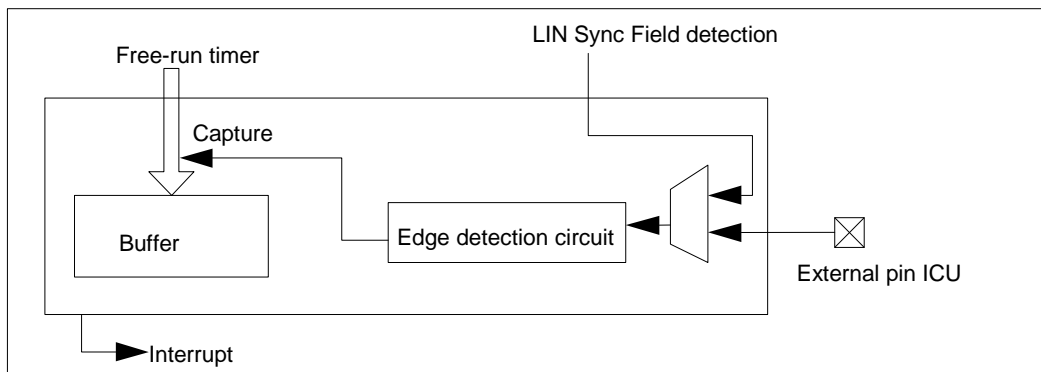 LIN Sync Field detection
Free-run timer
Capture
Buffer
Edge detection circuit
External pin ICU
Interrupt